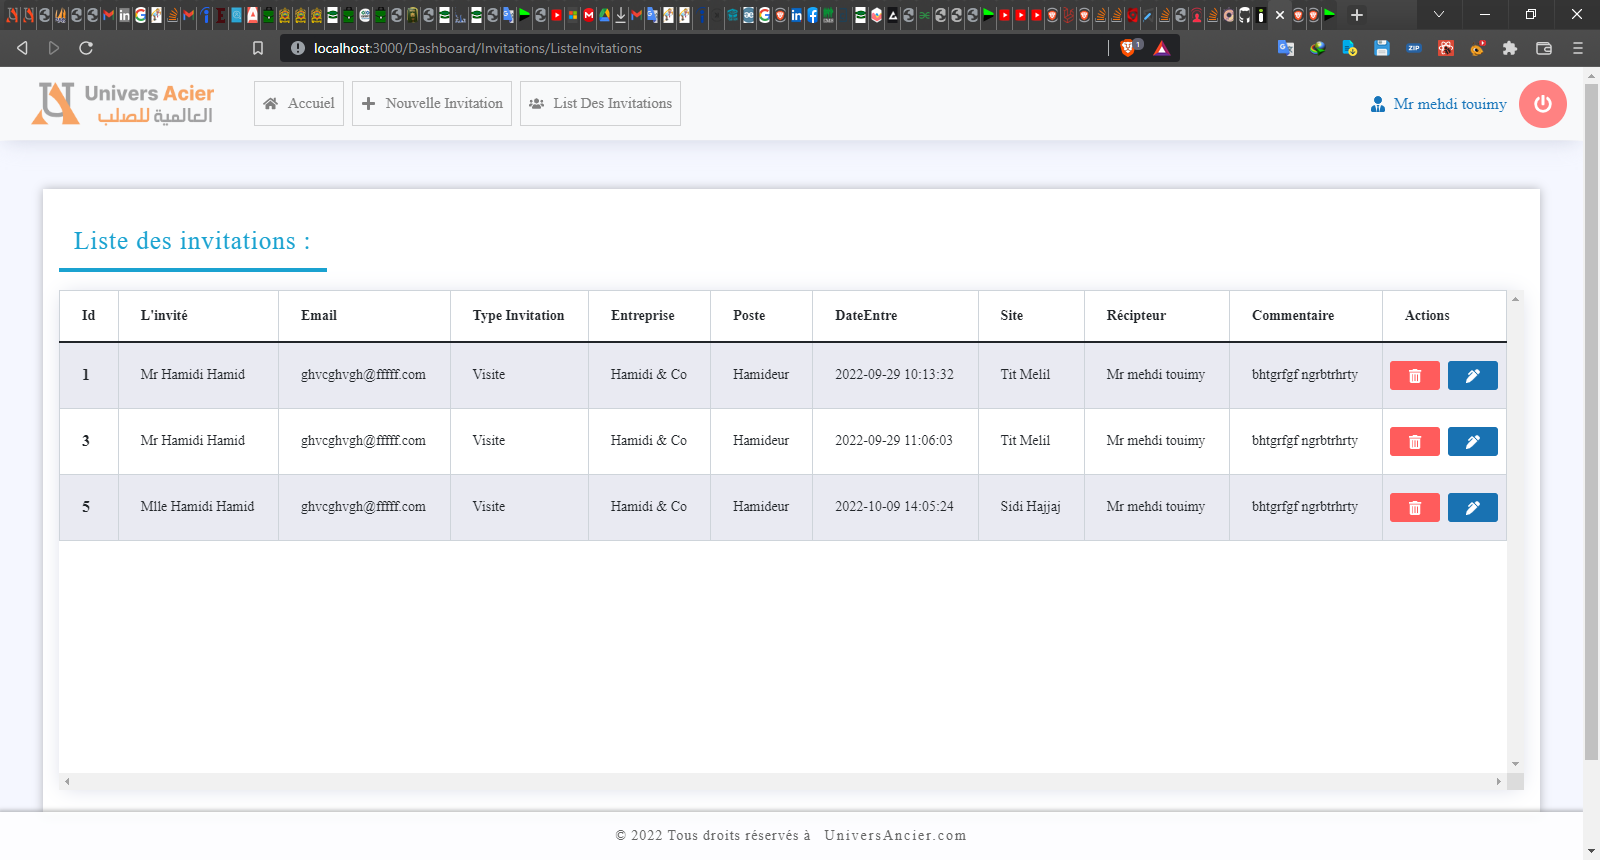 localhost:3000/Dashboard/Invitations/ListeInvitations
Univers Acier
العالمية للصلب
Accuiel
Nouvelle Invitation
List Des Invitations
Mr mehdi touimy
Liste des invitations :
Id L'invité Email Type Invitation Entreprise Poste DateEntre Site Récipteur Commentaire Actions
1 Mr Hamidi Hamid ghvcghvgh@fffff.com Visite Hamidi & Co Hamideur 2022-09-29 10:13:32 Tit Melil Mr mehdi touimy bhtgrfgf ngrbtrhrty
3 Mr Hamidi Hamid ghvcghvgh@fffff.com Visite Hamidi & Co Hamideur 2022-09-29 11:06:03 Tit Melil Mr mehdi touimy bhtgrfgf ngrbtrhrty
5 Mlle Hamidi Hamid ghvcghvgh@fffff.com Visite Hamidi & Co Hamideur 2022-10-09 14:05:24 Sidi Hajjaj Mr mehdi touimy bhtgrfgf ngrbtrhrty
© 2022 Tous droits réservés à UniversAncier.com